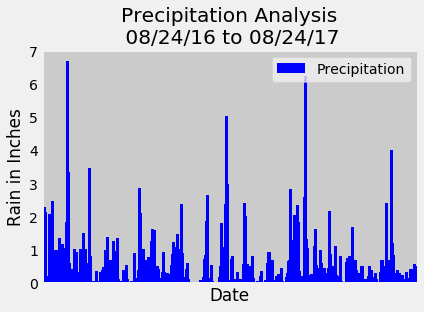 Precipitation Analysis
08/24/16 to 08/24/17
Precipitation
7
6
5
4
3
2
1
0
Rain in Inches
Date